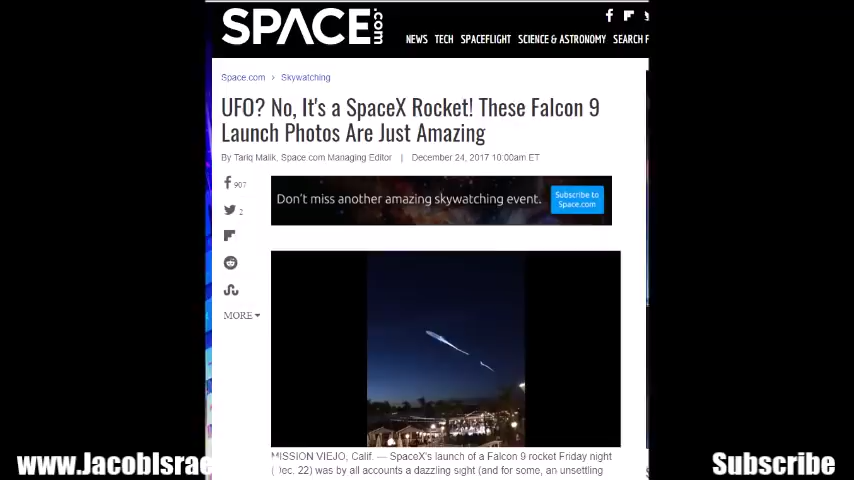 SPACE.com
NEWS TECH SPACEFLIGHT SCIENCE & ASTRONOMY SEARCH F
Space.com > Skywatching
UFO? No, It's a SpaceX Rocket! These Falcon 9
Launch Photos Are Just Amazing
By Tariq Malik, Space.com Managing Editor | December 24, 2017 10:00am ET
907
Don't miss another amazing skywatching event.
Subscribe to
Space.com
2
MORE
MISSION VIEJO, Calif. — SpaceX's launch of a Falcon 9 rocket Friday night
(Dec. 22) was by all accounts a dazzling sight (and for some, an unsettling
www.JacobIsrae
Subscribe